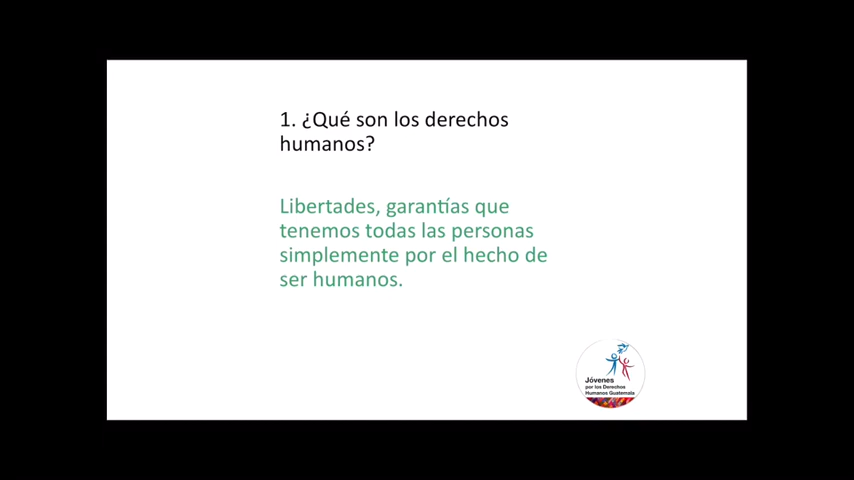 1. ¿Qué son los derechos
humanos?
Libertades, garantías que
tenemos todas las personas
simplemente por el hecho de
ser humanos.
Jóvenes
por los Derechos
Humanos Guatemala